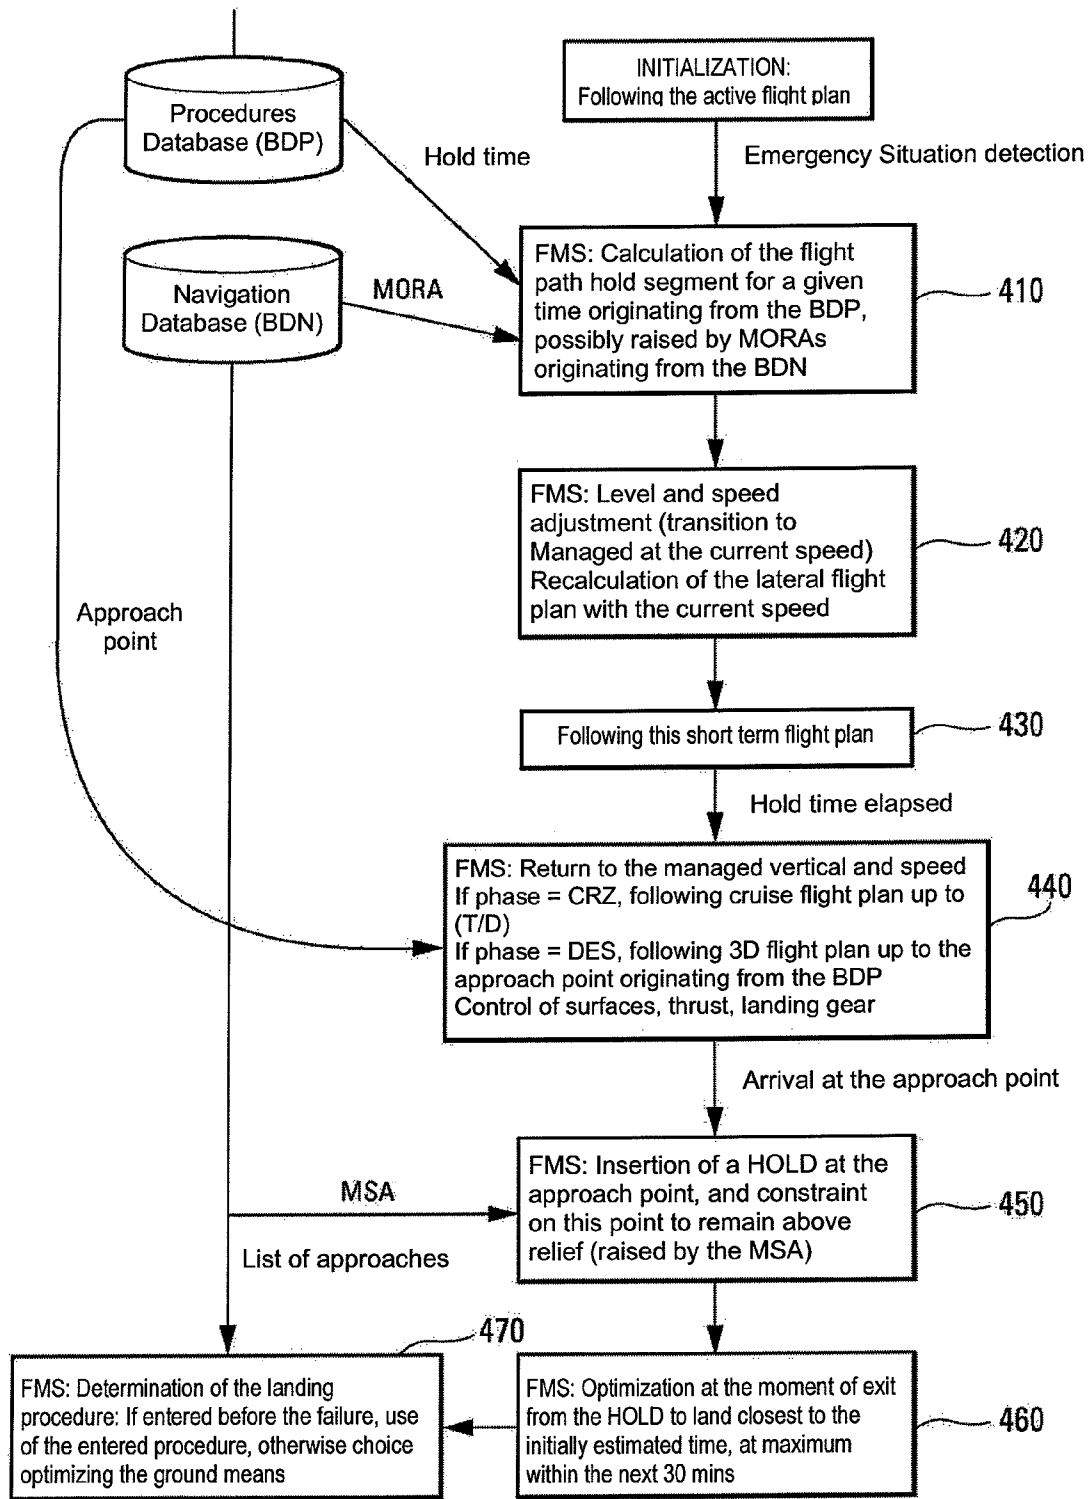 INITIALIZATION:
Following the active flight plan
Procedures
Database (BDP)
Hold time
Emergency Situation detection
Navigation
Database (BDN)
MORA
FMS: Calculation of the flight
path hold segment for a given
time originating from the BDP,
possibly raised by MORAs
originating from the BDN
410
FMS: Level and speed
adjustment (transition to
Managed at the current speed)
Recalculation of the lateral flight
plan with the current speed
420
Approach
point
Following this short term flight plan
430
Hold time elapsed
FMS: Return to the managed vertical and speed
If phase = CRZ, following cruise flight plan up to
(T/D)
If phase = DES, following 3D flight plan up to the
approach point originating from the BDP
Control of surfaces, thrust, landing gear
440
Arrival at the approach point
MSA
FMS: Insertion of a HOLD at the
approach point, and constraint
on this point to remain above
relief (raised by the MSA)
450
List of approaches
470
FMS: Determination of the landing
procedure: If entered before the failure, use
of the entered procedure, otherwise choice
optimizing the ground means
FMS: Optimization at the moment of exit
from the HOLD to land closest to the
initially estimated time, at maximum
within the next 30 mins
460